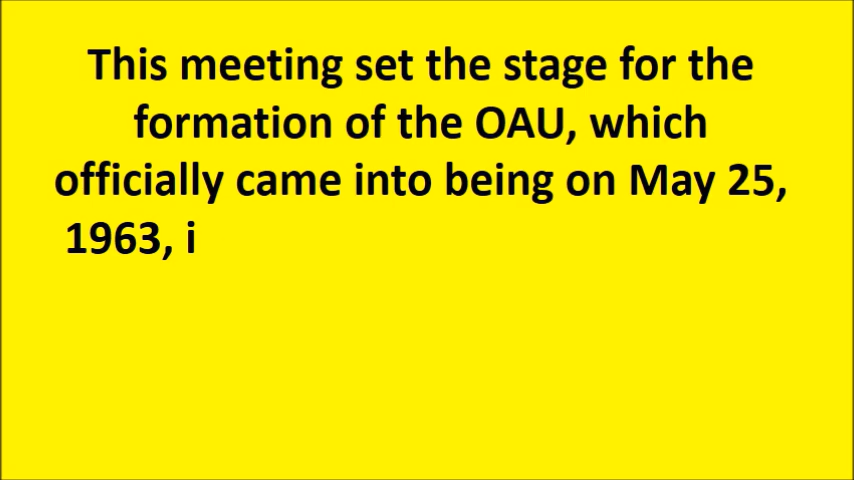 This meeting set the stage for the
formation of the OAU, which
officially came into being on May 25,
1963, i